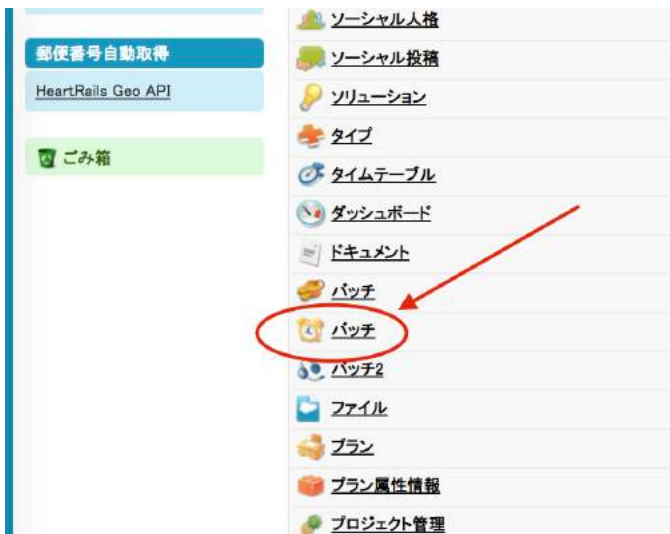 郵便番号自動取得
HeartRails Geo API
ごみ箱
ソーシャル人格
ソーシャル投稿
ソリューション
タイプ
タイムテーブル
ダッシュボード
ドキュメント
バッチ
バッチ
バッチ2
ファイル
プラン
プラン属性情報
プロジェクト管理